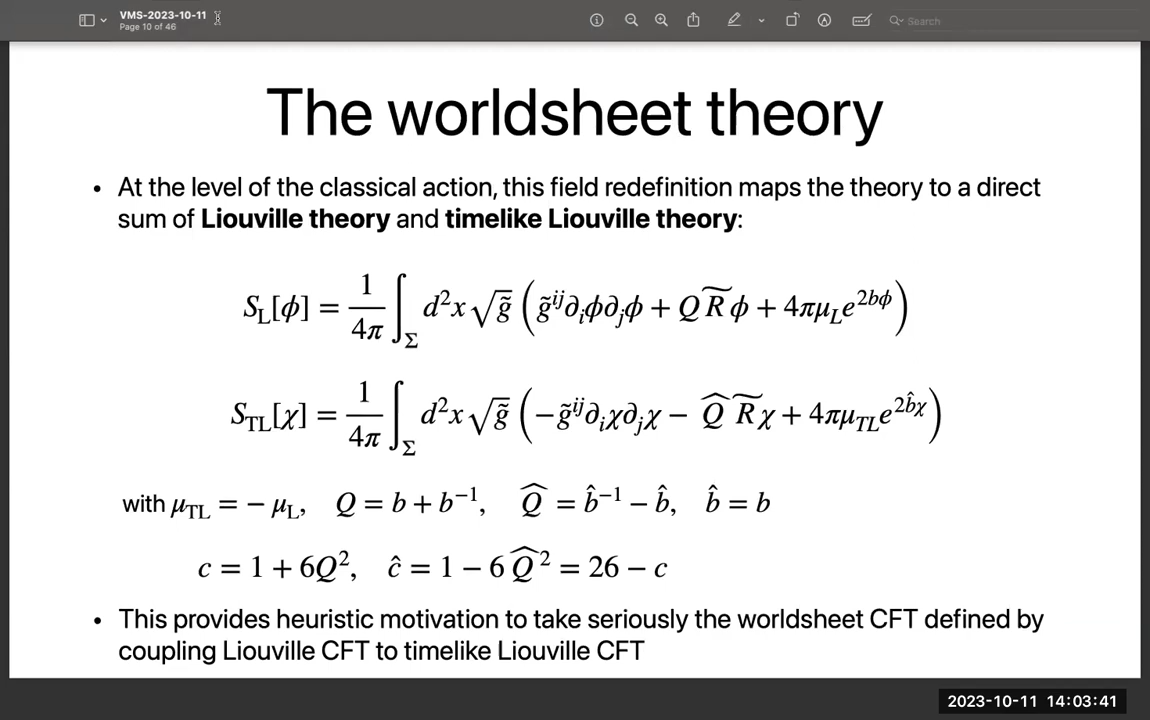 VMS-2023-10-11
Page 10 of 46
Search
The worldsheet theory
• At the level of the classical action, this field redefinition maps the theory to a direct
sum of Liouville theory and timelike Liouville theory:
S_L[ϕ] = 1/4π ∫_Σ d²x √g̃ (g̃^{ij}∂_iϕ∂_jϕ + Q R̃ ϕ + 4πμ_L e^{2bϕ})
S_TL[χ] = 1/4π ∫_Σ d²x √g̃ (−g̃^{ij}∂_iχ∂_jχ − Q̂ R̃ χ + 4πμ_TL e^{2b̂χ})
with μ_TL = − μ_L, Q = b + b⁻¹, Q̂ = b̂⁻¹ − b̂, b̂ = b
c = 1 + 6Q², ĉ = 1 − 6Q̂² = 26 − c
• This provides heuristic motivation to take seriously the worldsheet CFT defined by
coupling Liouville CFT to timelike Liouville CFT
2023-10-11 14:03:41